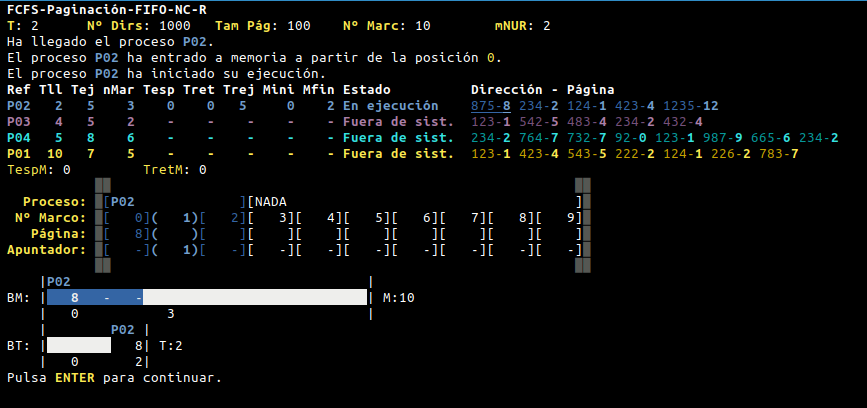 FCFS-Paginación-FIFO-NC-R
T: 2      Nº Dirs: 1000   Tam Pág: 100    Nº Marc: 10        mNUR: 2
Ha llegado el proceso P02.
El proceso P02 ha entrado a memoria a partir de la posición 0.
El proceso P02 ha iniciado su ejecución.
Ref Tll Tej nMar Tesp Tret Trej Mini Mfin Estado          Dirección - Página
P02   2   5    3    0    0   5     0    2 En ejecución    875-8 234-2 124-1 423-4 1235-12
P03   4   5    2    -    -    -    -    - Fuera de sist.  123-1 542-5 483-4 234-2 432-4
P04   5   8    6    -    -    -    -    - Fuera de sist.  234-2 764-7 732-7 92-0 123-1 987-9 665-6 234-2
P01  10   7    5    -    -    -    -    - Fuera de sist.  123-1 423-4 543-5 222-2 124-1 226-2 783-7
TespM: 0         TretM: 0
Proceso: [P02              ][NADA                                    ]
Nº Marco: [   0](   1)[   2][   3][   4][   5][   6][   7][   8][   9]
Página: [   8](    )[    ][    ][    ][    ][    ][    ][    ][    ]
Apuntador: [   -](   1)[   -][   -][   -][   -][   -][   -][   -][   -]
|P02                                     |
BM: |   8   -   -                            | M:10
|   0           3                        |
|        P02 |
BT: |           8| T:2
|   0       2|
Pulsa ENTER para continuar.